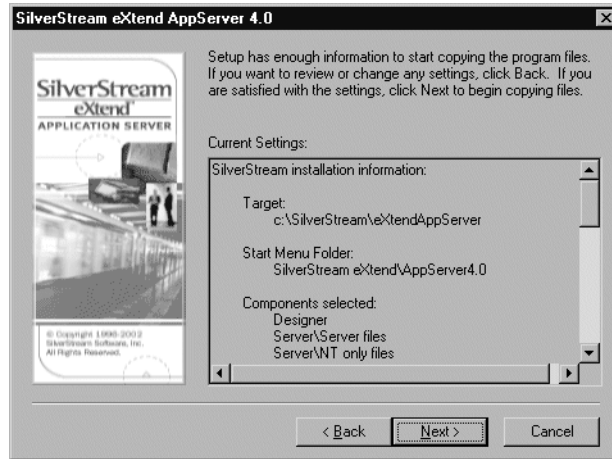 SilverStream eXtend AppServer 4.0
SilverStream
eXtend
APPLICATION SERVER
© Copyright 1998-2002
SilverStream Software, Inc.
All Rights Reserved.
Setup has enough information to start copying the program files.
If you want to review or change any settings, click Back. If you
are satisfied with the settings, click Next to begin copying files.
Current Settings:
SilverStream installation information:
Target:
c:\SilverStream\eXtendAppServer
Start Menu Folder:
SilverStream eXtend\AppServer4.0
Components selected:
Designer
Server\Server files
Server\NT only files
< Back
Next >
Cancel